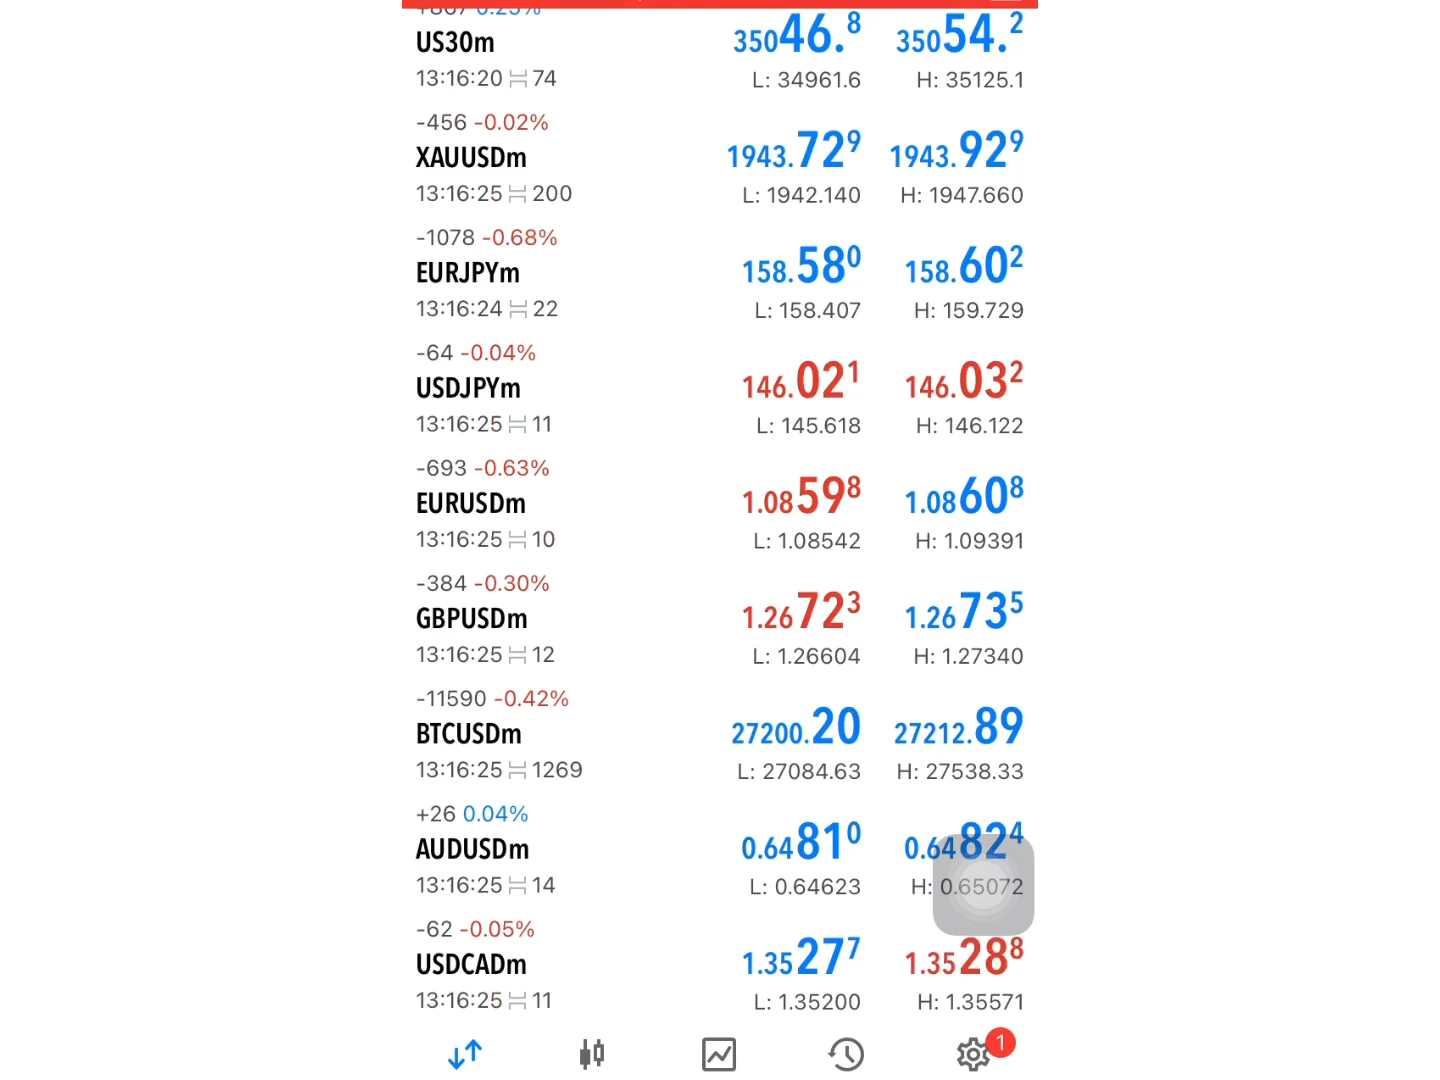 +867 0.25%
US30m 35046.8 35054.2
13:16:20 74 L: 34961.6 H: 35125.1
-456 -0.02%
XAUUSDm 1943.729 1943.929
13:16:25 200 L: 1942.140 H: 1947.660
-1078 -0.68%
EURJPYm 158.580 158.602
13:16:24 22 L: 158.407 H: 159.729
-64 -0.04%
USDJPYm 146.021 146.032
13:16:25 11 L: 145.618 H: 146.122
-693 -0.63%
EURUSDm 1.08598 1.08608
13:16:25 10 L: 1.08542 H: 1.09391
-384 -0.30%
GBPUSDm 1.26723 1.26735
13:16:25 12 L: 1.26604 H: 1.27340
-11590 -0.42%
BTCUSDm 27200.20 27212.89
13:16:25 1269 L: 27084.63 H: 27538.33
+26 0.04%
AUDUSDm 0.64810 0.64824
13:16:25 14 L: 0.64623 H: 0.65072
-62 -0.05%
USDCADm 1.35277 1.35288
13:16:25 11 L: 1.35200 H: 1.35571
1